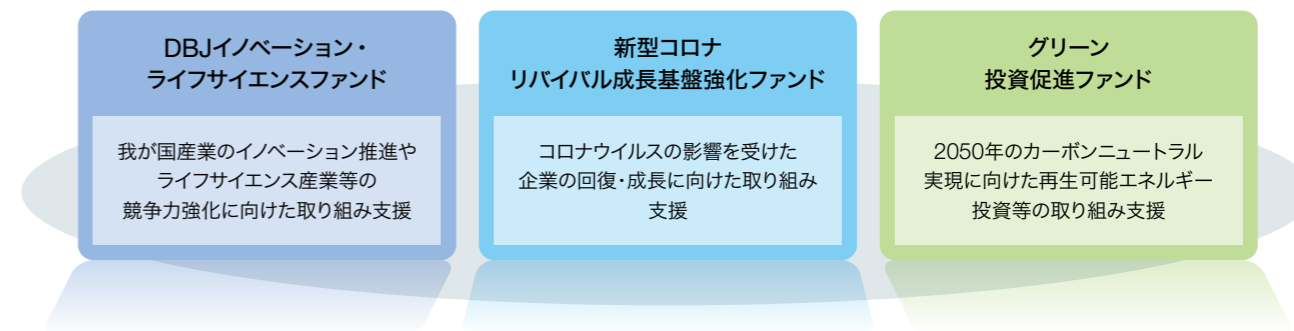 DBJイノベーション・
ライフサイエンスファンド
我が国産業のイノベーション推進や
ライフサイエンス産業等の
競争力強化に向けた取り組み支援
新型コロナ
リバイバル成長基盤強化ファンド
コロナウイルスの影響を受けた
企業の回復・成長に向けた取り組み
支援
グリーン
投資促進ファンド
2050年のカーボンニュートラル
実現に向けた再生可能エネルギー
投資等の取り組み支援